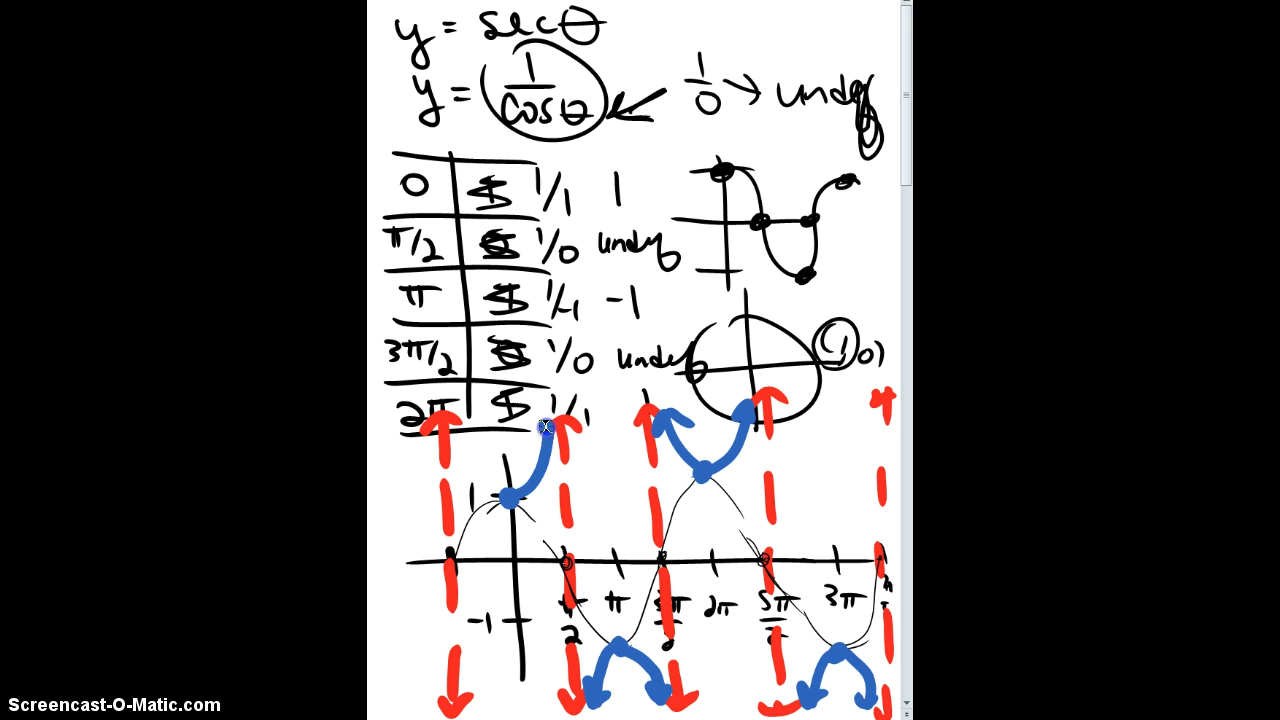 y = sec θ
y = 1/cosθ 1/0 → undef
0 1/1 1
π/2 1/0 undef
π 1/-1 -1
3π/2 1/0 undef
(1, 0)
2π 1/1
1
π/2 π 3π/2 2π 5π/2 3π
-1
Screencast-O-Matic.com